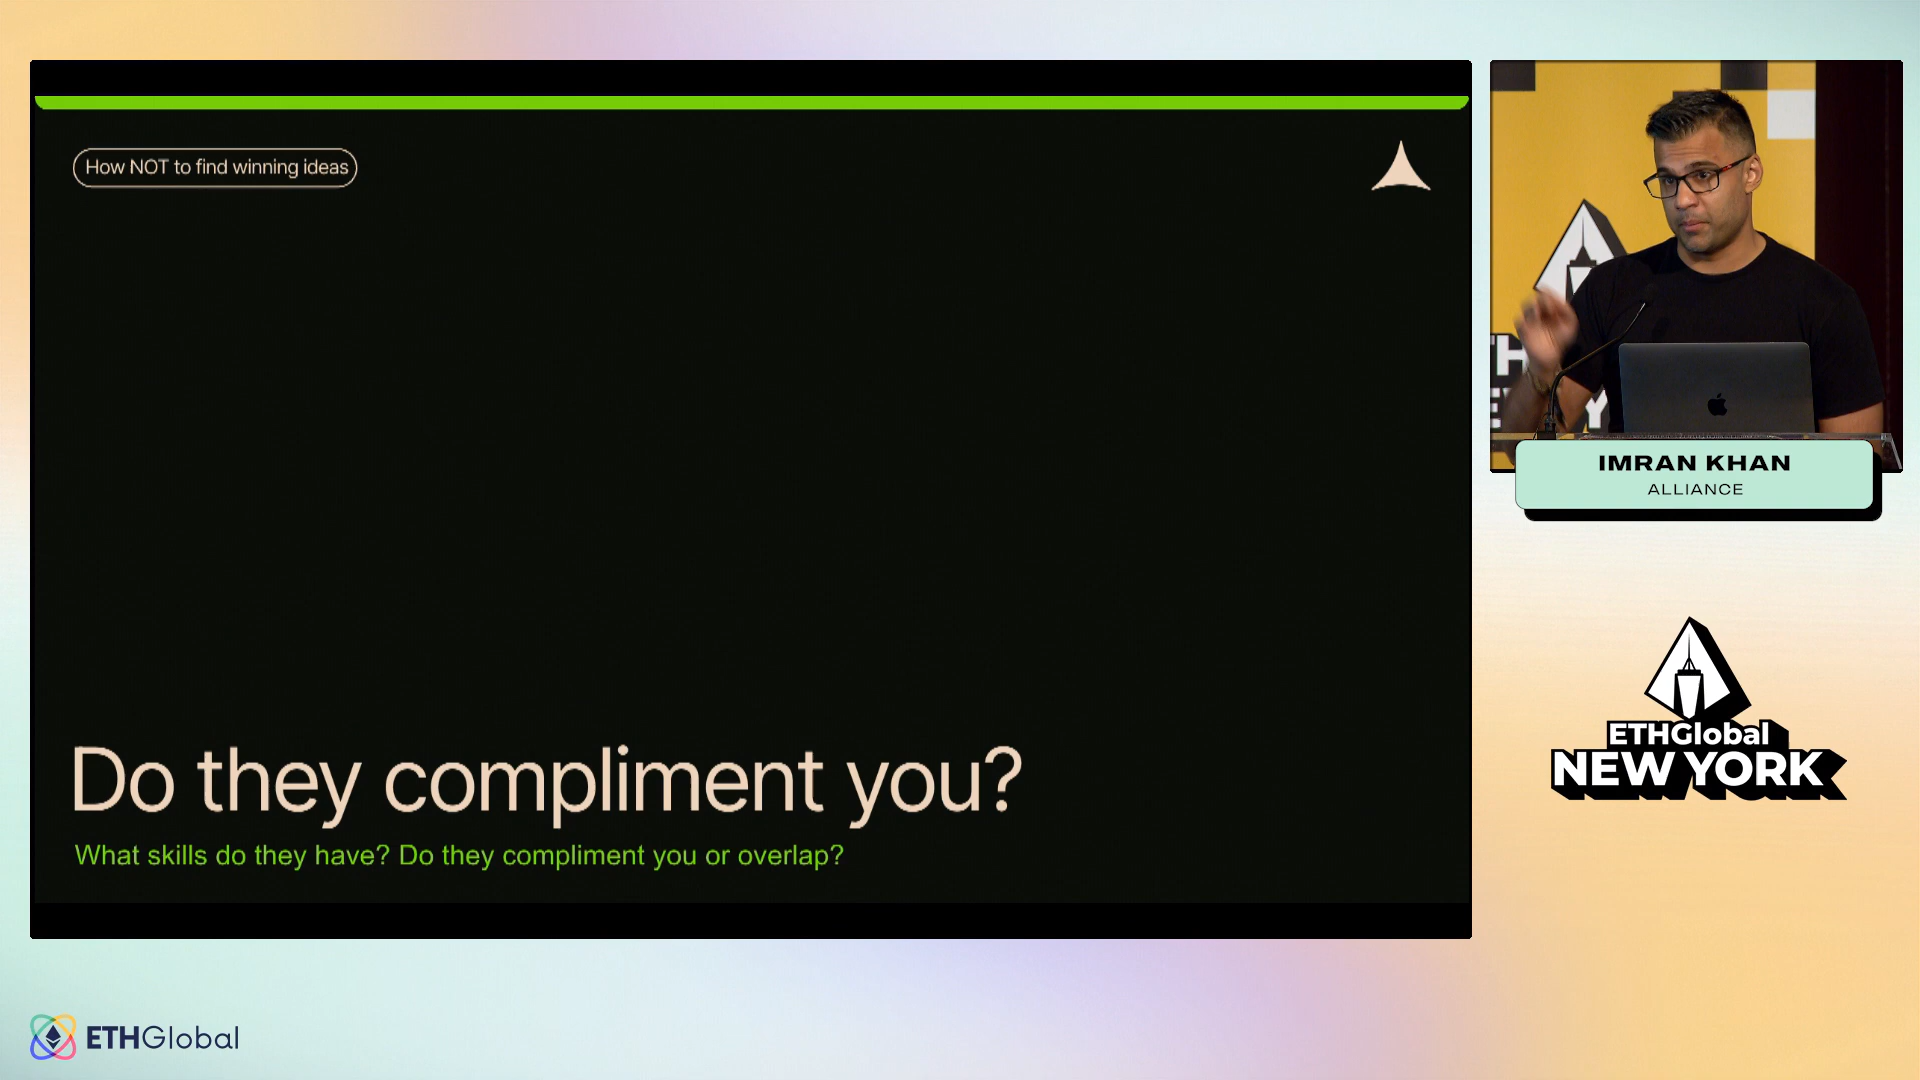 How NOT to find winning ideas
Do they compliment you?
What skills do they have? Do they compliment you or overlap?
IMRAN KHAN
ALLIANCE
ETHGlobal
NEW YORK
ETHGlobal